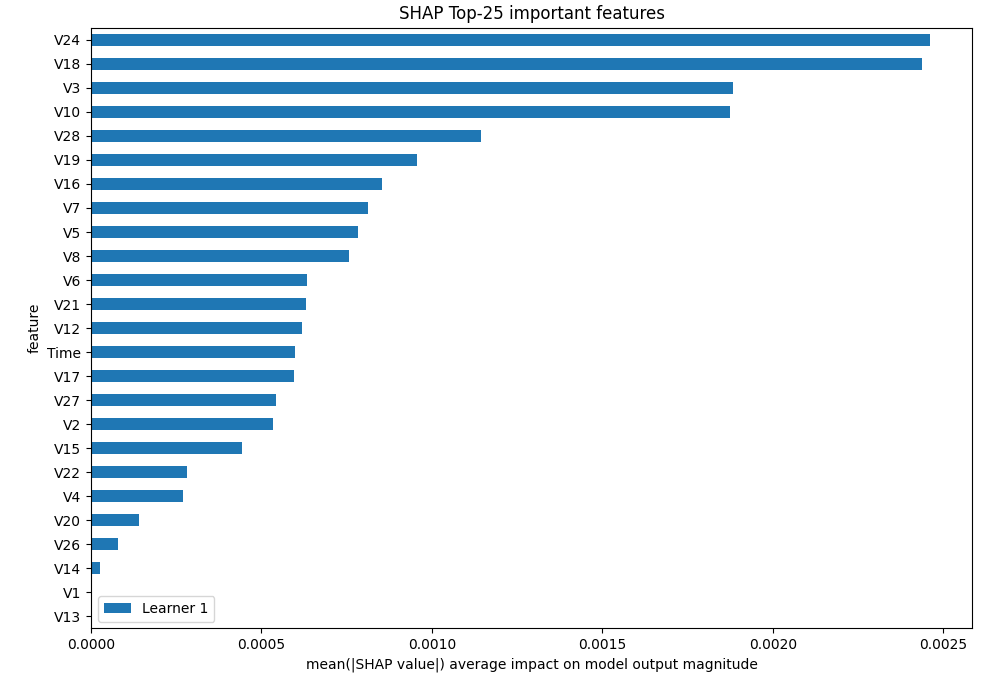 SHAP Top-25 important features
V24
V18
V3
V10
V28
V19
V16
V7
V5
V8
V6
V21
V12
Time
V17
V27
V2
V15
V22
V4
V20
V26
V14
V1
V13
feature
Learner 1
0.0000 0.0005 0.0010 0.0015 0.0020 0.0025
mean(|SHAP value|) average impact on model output magnitude